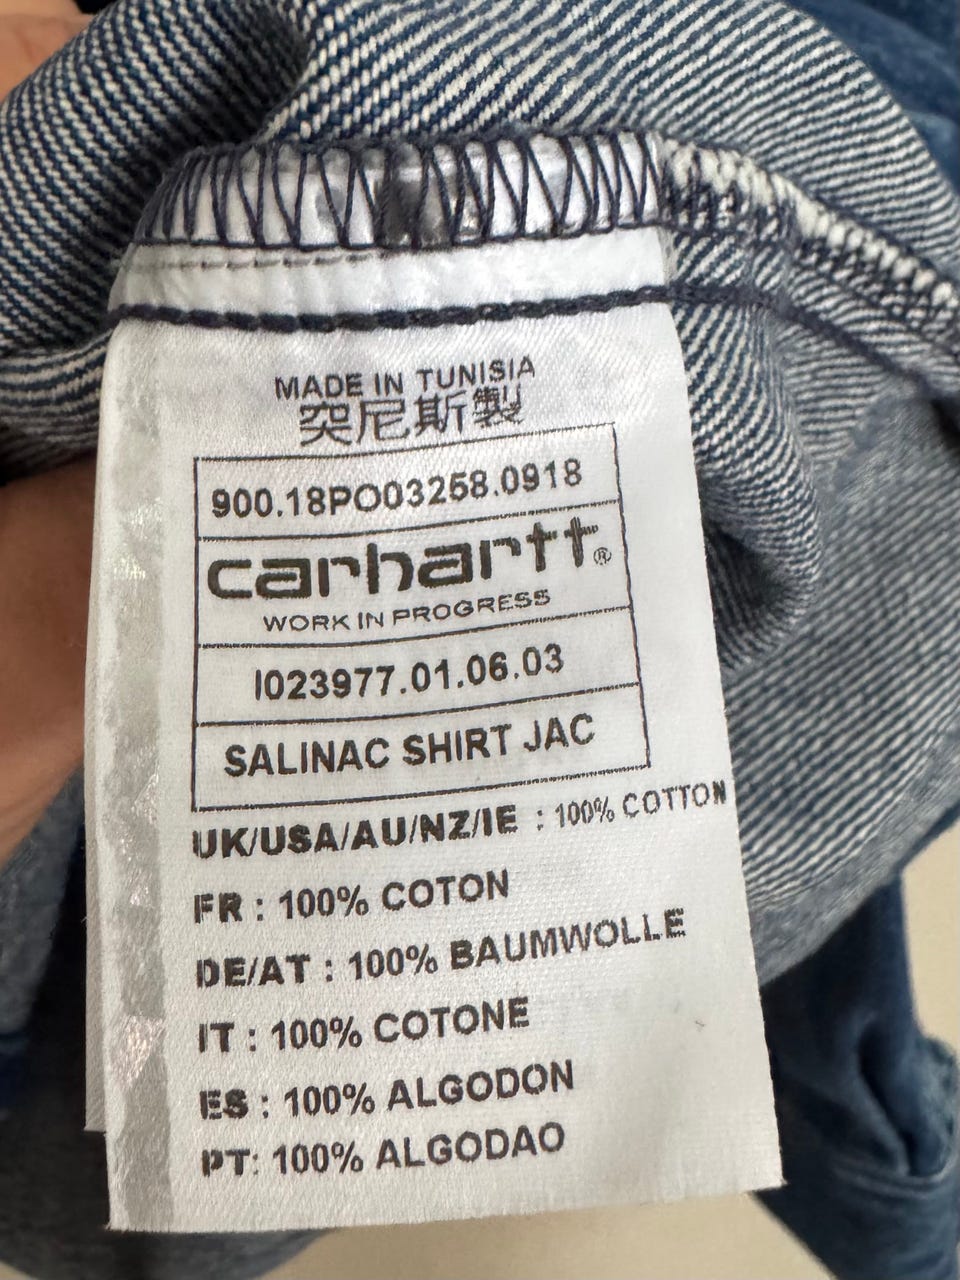 MADE IN TUNISIA
突尼斯製
900.18PO03258.0918
carhartt®
WORK IN PROGRESS
I023977.01.06.03
SALINAC SHIRT JAC
UK/USA/AU/NZ/IE : 100% COTTON
FR : 100% COTON
DE/AT : 100% BAUMWOLLE
IT : 100% COTONE
ES : 100% ALGODON
PT: 100% ALGODAO